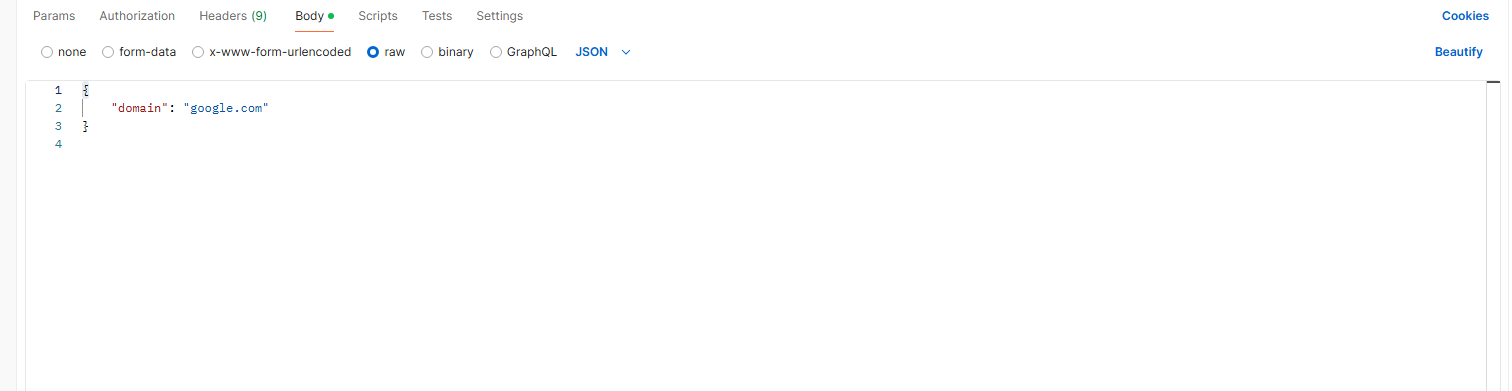 Params Authorization Headers (9) Body Scripts Tests Settings Cookies
none form-data x-www-form-urlencoded raw binary GraphQL JSON Beautify
1 {
2 "domain": "google.com"
3 }
4